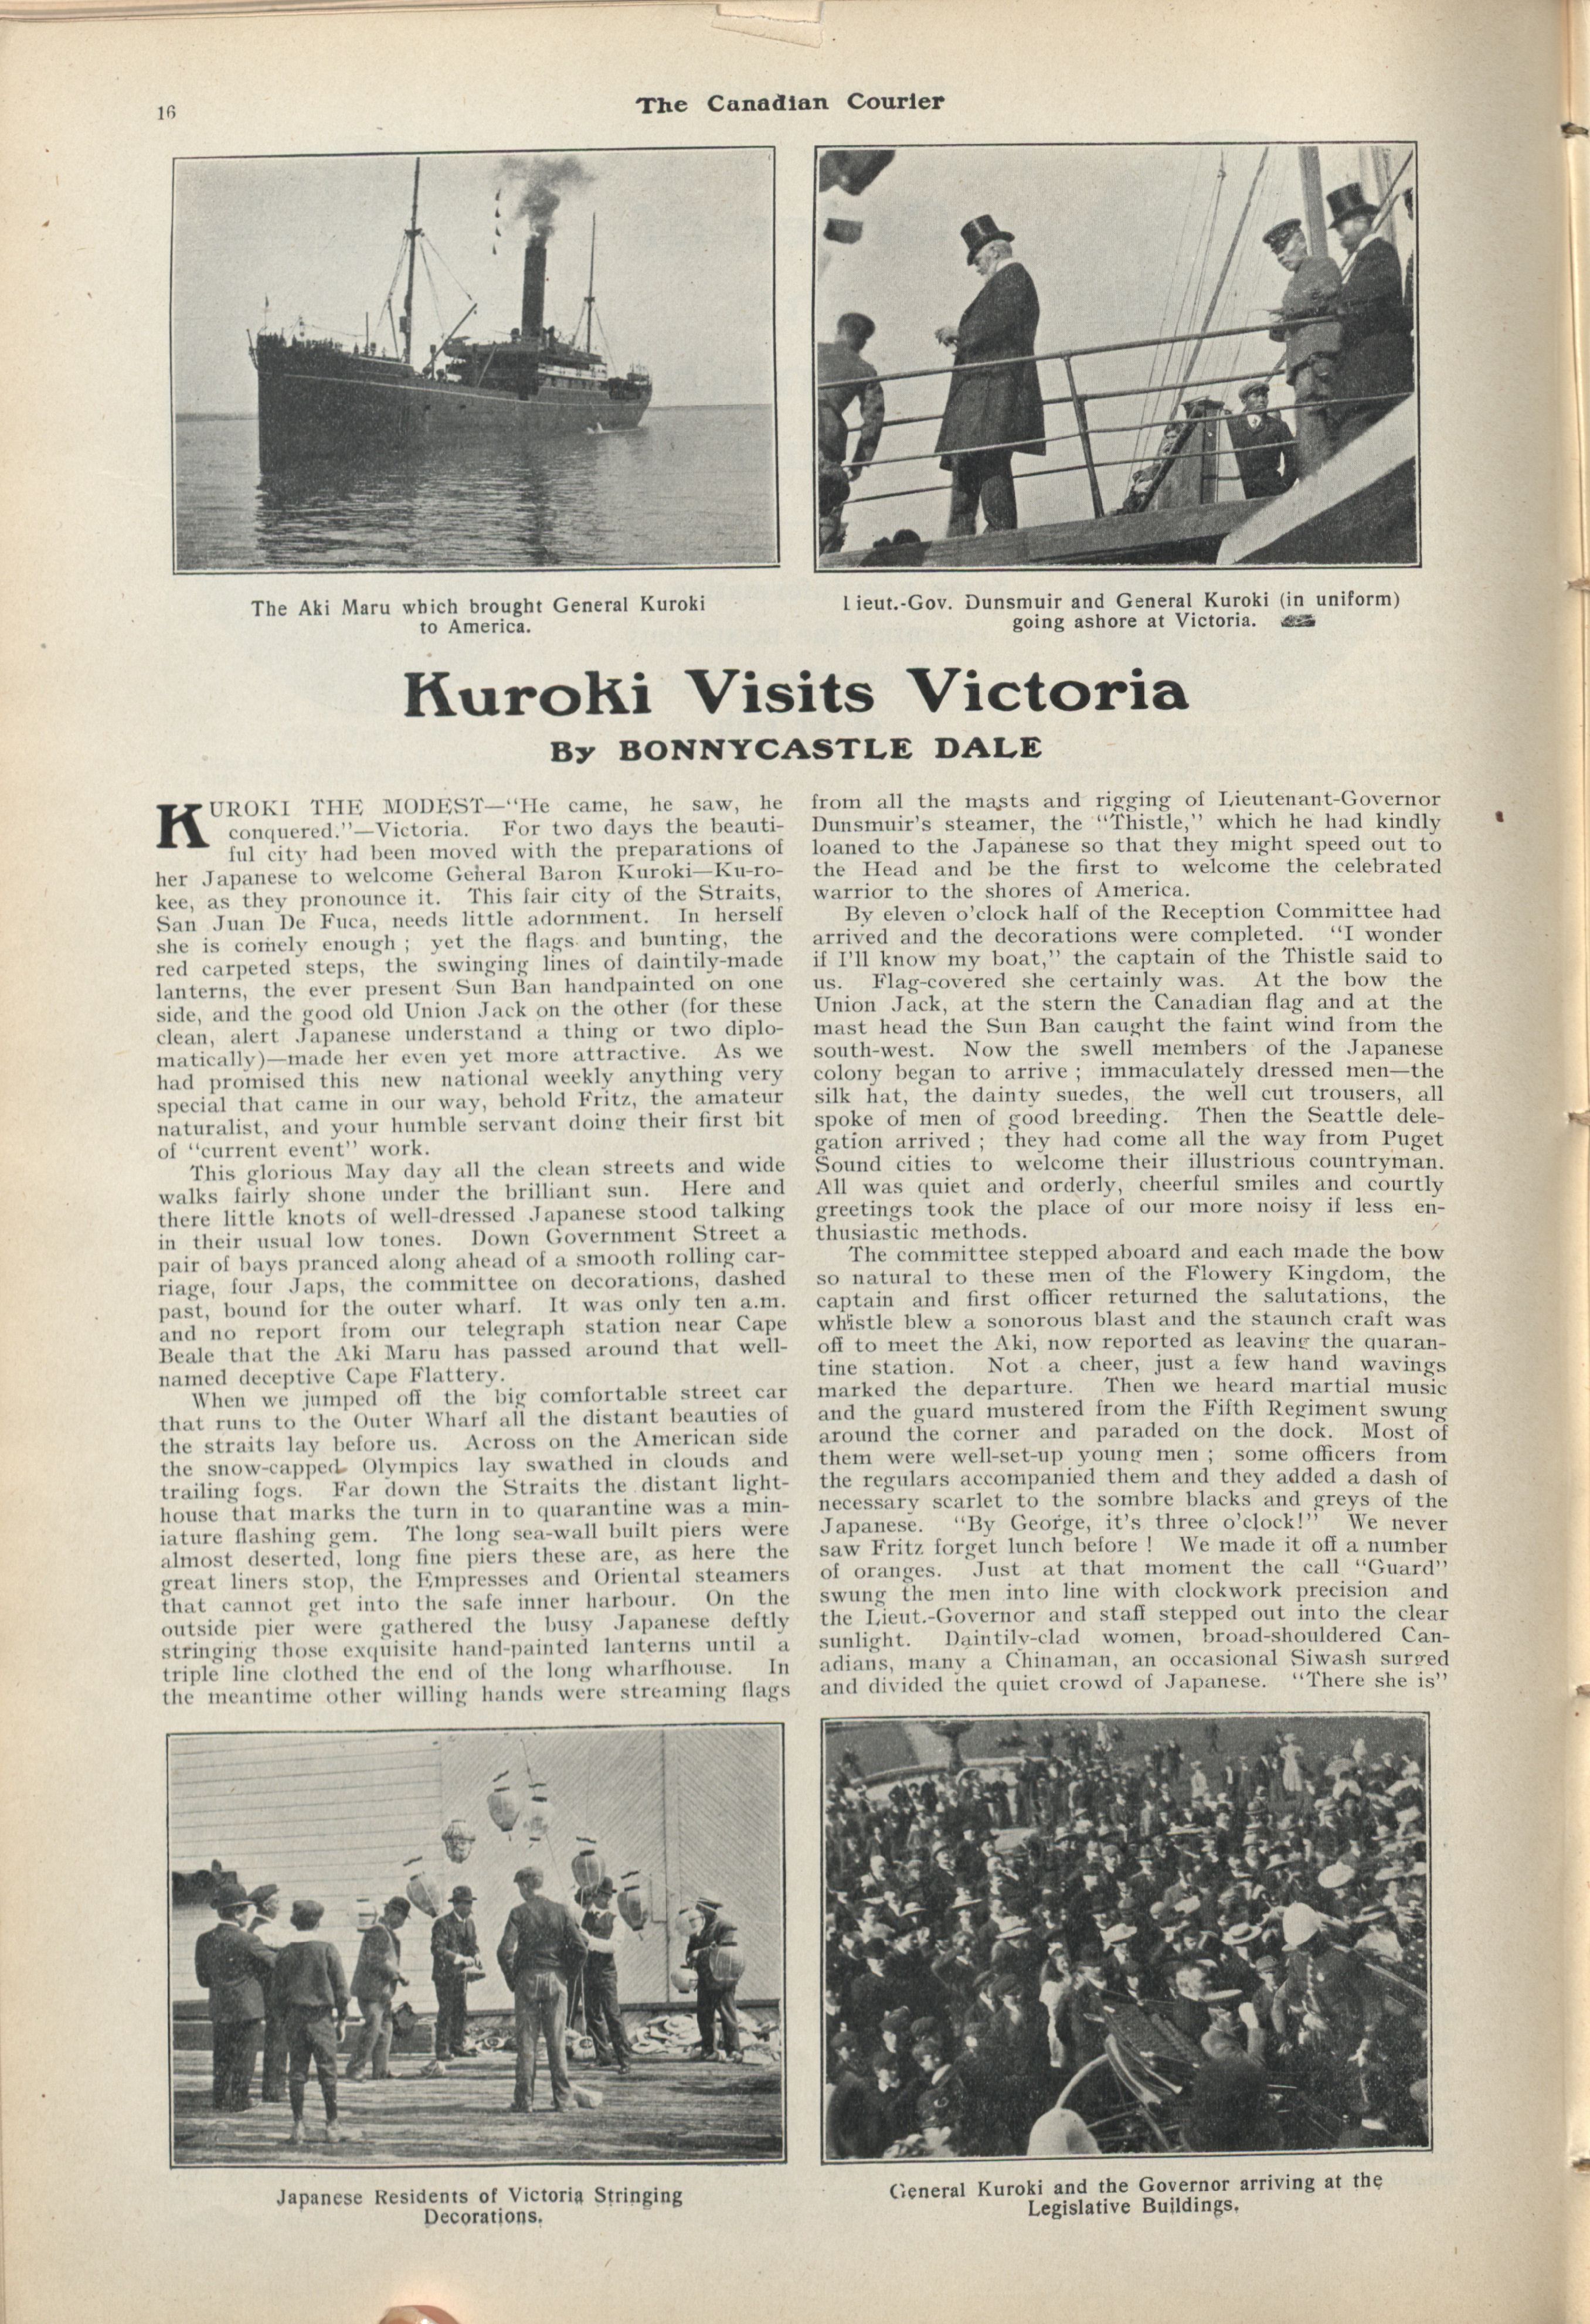 16
The Canadian Courier
The Aki Maru which brought General Kuroki
to America.
Lieut.-Gov. Dunsmuir and General Kuroki (in uniform)
going ashore at Victoria.
Kuroki Visits Victoria
By BONNYCASTLE DALE
KUROKI THE MODEST—"He came, he saw, he
conquered."—Victoria. For two days the beauti-
ful city had been moved with the preparations of
her Japanese to welcome General Baron Kuroki—Ku-ro-
kee, as they pronounce it. This fair city of the Straits,
San Juan De Fuca, needs little adornment. In herself
she is comely enough ; yet the flags and bunting, the
red carpeted steps, the swinging lines of daintily-made
lanterns, the ever present Sun Ban handpainted on one
side, and the good old Union Jack on the other (for these
clean, alert Japanese understand a thing or two diplo-
matically)—made her even yet more attractive. As we
had promised this new national weekly anything very
special that came in our way, behold Fritz, the amateur
naturalist, and your humble servant doing their first bit
of "current event" work.
This glorious May day all the clean streets and wide
walks fairly shone under the brilliant sun. Here and
there little knots of well-dressed Japanese stood talking
in their usual low tones. Down Government Street a
pair of bays pranced along ahead of a smooth rolling car-
riage, four Japs, the committee on decorations, dashed
past, bound for the outer wharf. It was only ten a.m.
and no report from our telegraph station near Cape
Beale that the Aki Maru has passed around that well-
named deceptive Cape Flattery.
When we jumped off the big comfortable street car
that runs to the Outer Wharf all the distant beauties of
the straits lay before us. Across on the American side
the snow-capped Olympics lay swathed in clouds and
trailing fogs. Far down the Straits the distant light-
house that marks the turn in to quarantine was a min-
iature flashing gem. The long sea-wall built piers were
almost deserted, long fine piers these are, as here the
great liners stop, the Empresses and Oriental steamers
that cannot get into the safe inner harbour. On the
outside pier were gathered the busy Japanese deftly
stringing those exquisite hand-painted lanterns until a
triple line clothed the end of the long wharfhouse. In
the meantime other willing hands were streaming flags
from all the masts and rigging of Lieutenant-Governor
Dunsmuir's steamer, the "Thistle," which he had kindly
loaned to the Japanese so that they might speed out to
the Head and be the first to welcome the celebrated
warrior to the shores of America.
By eleven o'clock half of the Reception Committee had
arrived and the decorations were completed. "I wonder
if I'll know my boat," the captain of the Thistle said to
us. Flag-covered she certainly was. At the bow the
Union Jack, at the stern the Canadian flag and at the
mast head the Sun Ban caught the faint wind from the
south-west. Now the swell members of the Japanese
colony began to arrive ; immaculately dressed men—the
silk hat, the dainty suedes, the well cut trousers, all
spoke of men of good breeding. Then the Seattle dele-
gation arrived ; they had come all the way from Puget
Sound cities to welcome their illustrious countryman.
All was quiet and orderly, cheerful smiles and courtly
greetings took the place of our more noisy if less en-
thusiastic methods.
The committee stepped aboard and each made the bow
so natural to these men of the Flowery Kingdom, the
captain and first officer returned the salutations, the
whistle blew a sonorous blast and the staunch craft was
off to meet the Aki, now reported as leaving the quaran-
tine station. Not a cheer, just a few hand wavings
marked the departure. Then we heard martial music
and the guard mustered from the Fifth Regiment swung
around the corner and paraded on the dock. Most of
them were well-set-up young men ; some officers from
the regulars accompanied them and they added a dash of
necessary scarlet to the sombre blacks and greys of the
Japanese. "By George, it's three o'clock!" We never
saw Fritz forget lunch before ! We made it off a number
of oranges. Just at that moment the call "Guard"
swung the men into line with clockwork precision and
the Lieut.-Governor and staff stepped out into the clear
sunlight. Daintily-clad women, broad-shouldered Can-
adians, many a Chinaman, an occasional Siwash surged
and divided the quiet crowd of Japanese. "There she is"
Japanese Residents of Victoria Stringing
Decorations.
General Kuroki and the Governor arriving at the
Legislative Buildings.